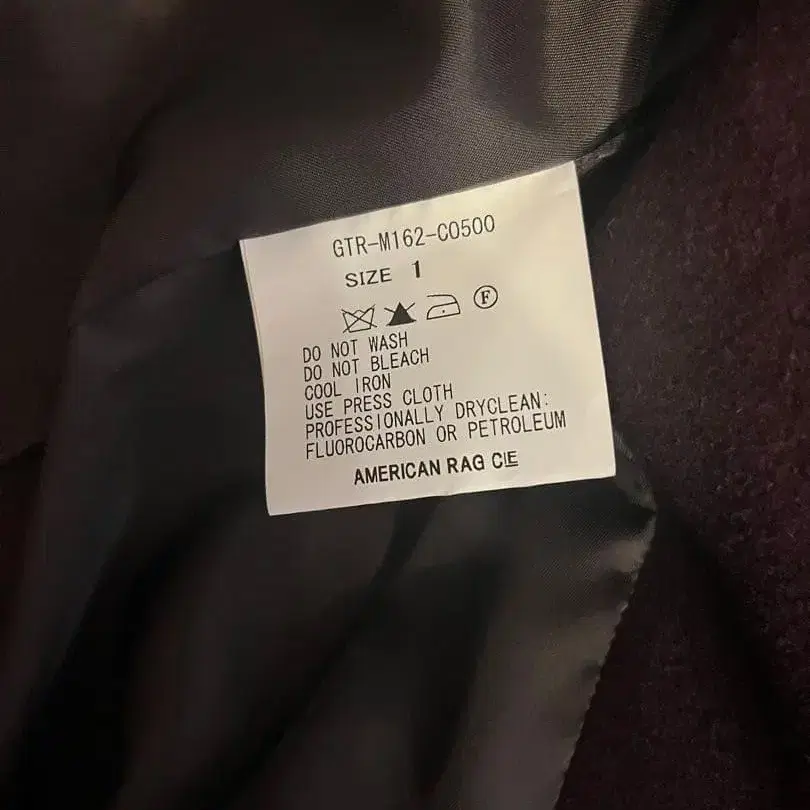 GTR-M162-CO500
SIZE 1
F
DO NOT WASH
DO NOT BLEACH
COOL IRON
USE PRESS CLOTH
PROFESSIONALLY DRYCLEAN:
FLUOROCARBON OR PETROLEUM
AMERICAN RAG CIE